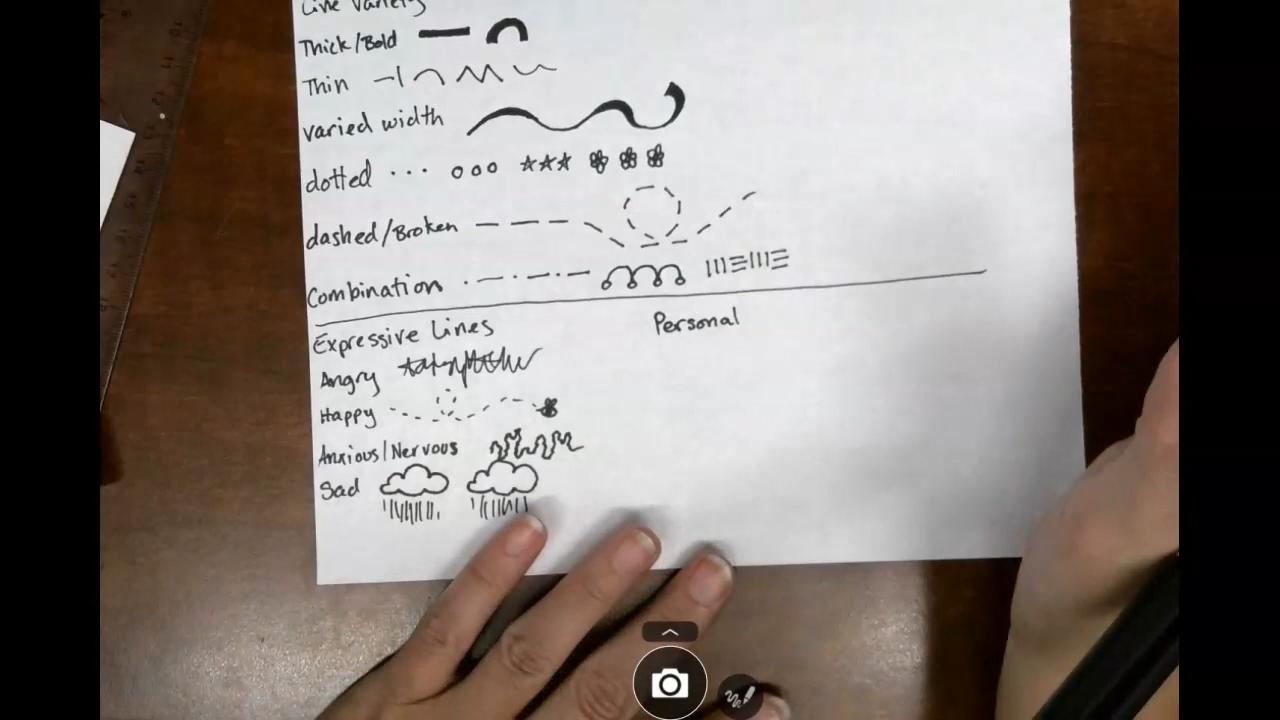 Line Variety
Thick/Bold
Thin
varied width
dotted
dashed/Broken
Combination
Expressive Lines
Personal
Angry
Happy
Anxious/Nervous
Sad